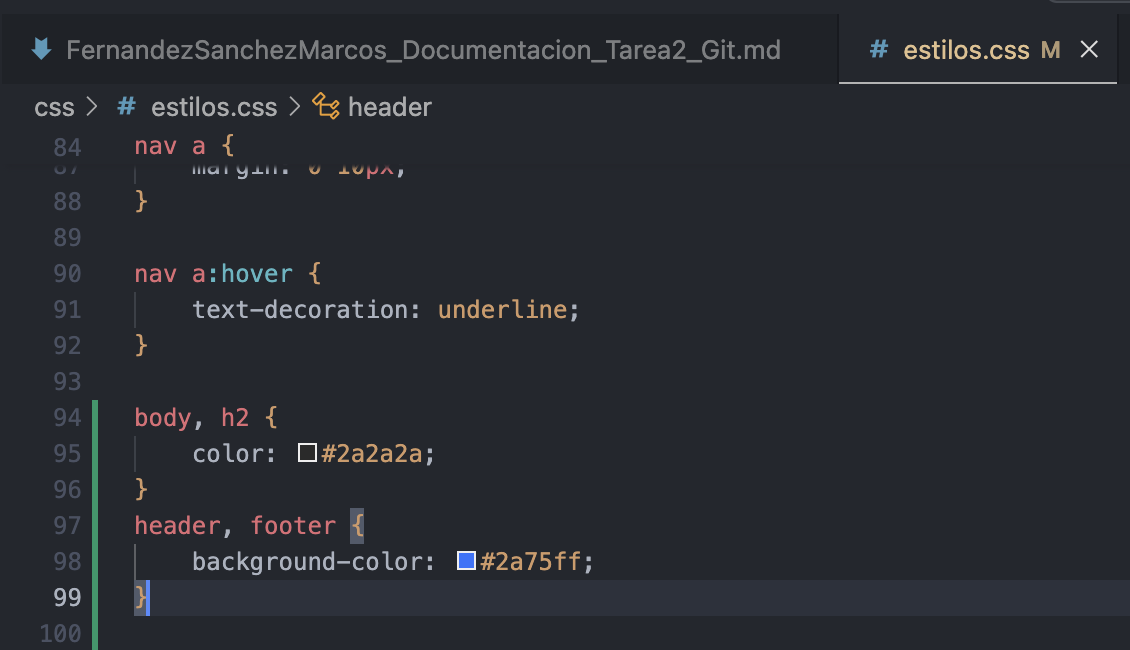 FernandezSanchezMarcos_Documentacion_Tarea2_Git.md # estilos.css M
css > # estilos.css > header
84 nav a {
87 margin: 0 10px;
88 }
89
90 nav a:hover {
91 text-decoration: underline;
92 }
93
94 body, h2 {
95 color: #2a2a2a;
96 }
97 header, footer {
98 background-color: #2a75ff;
99 }
100